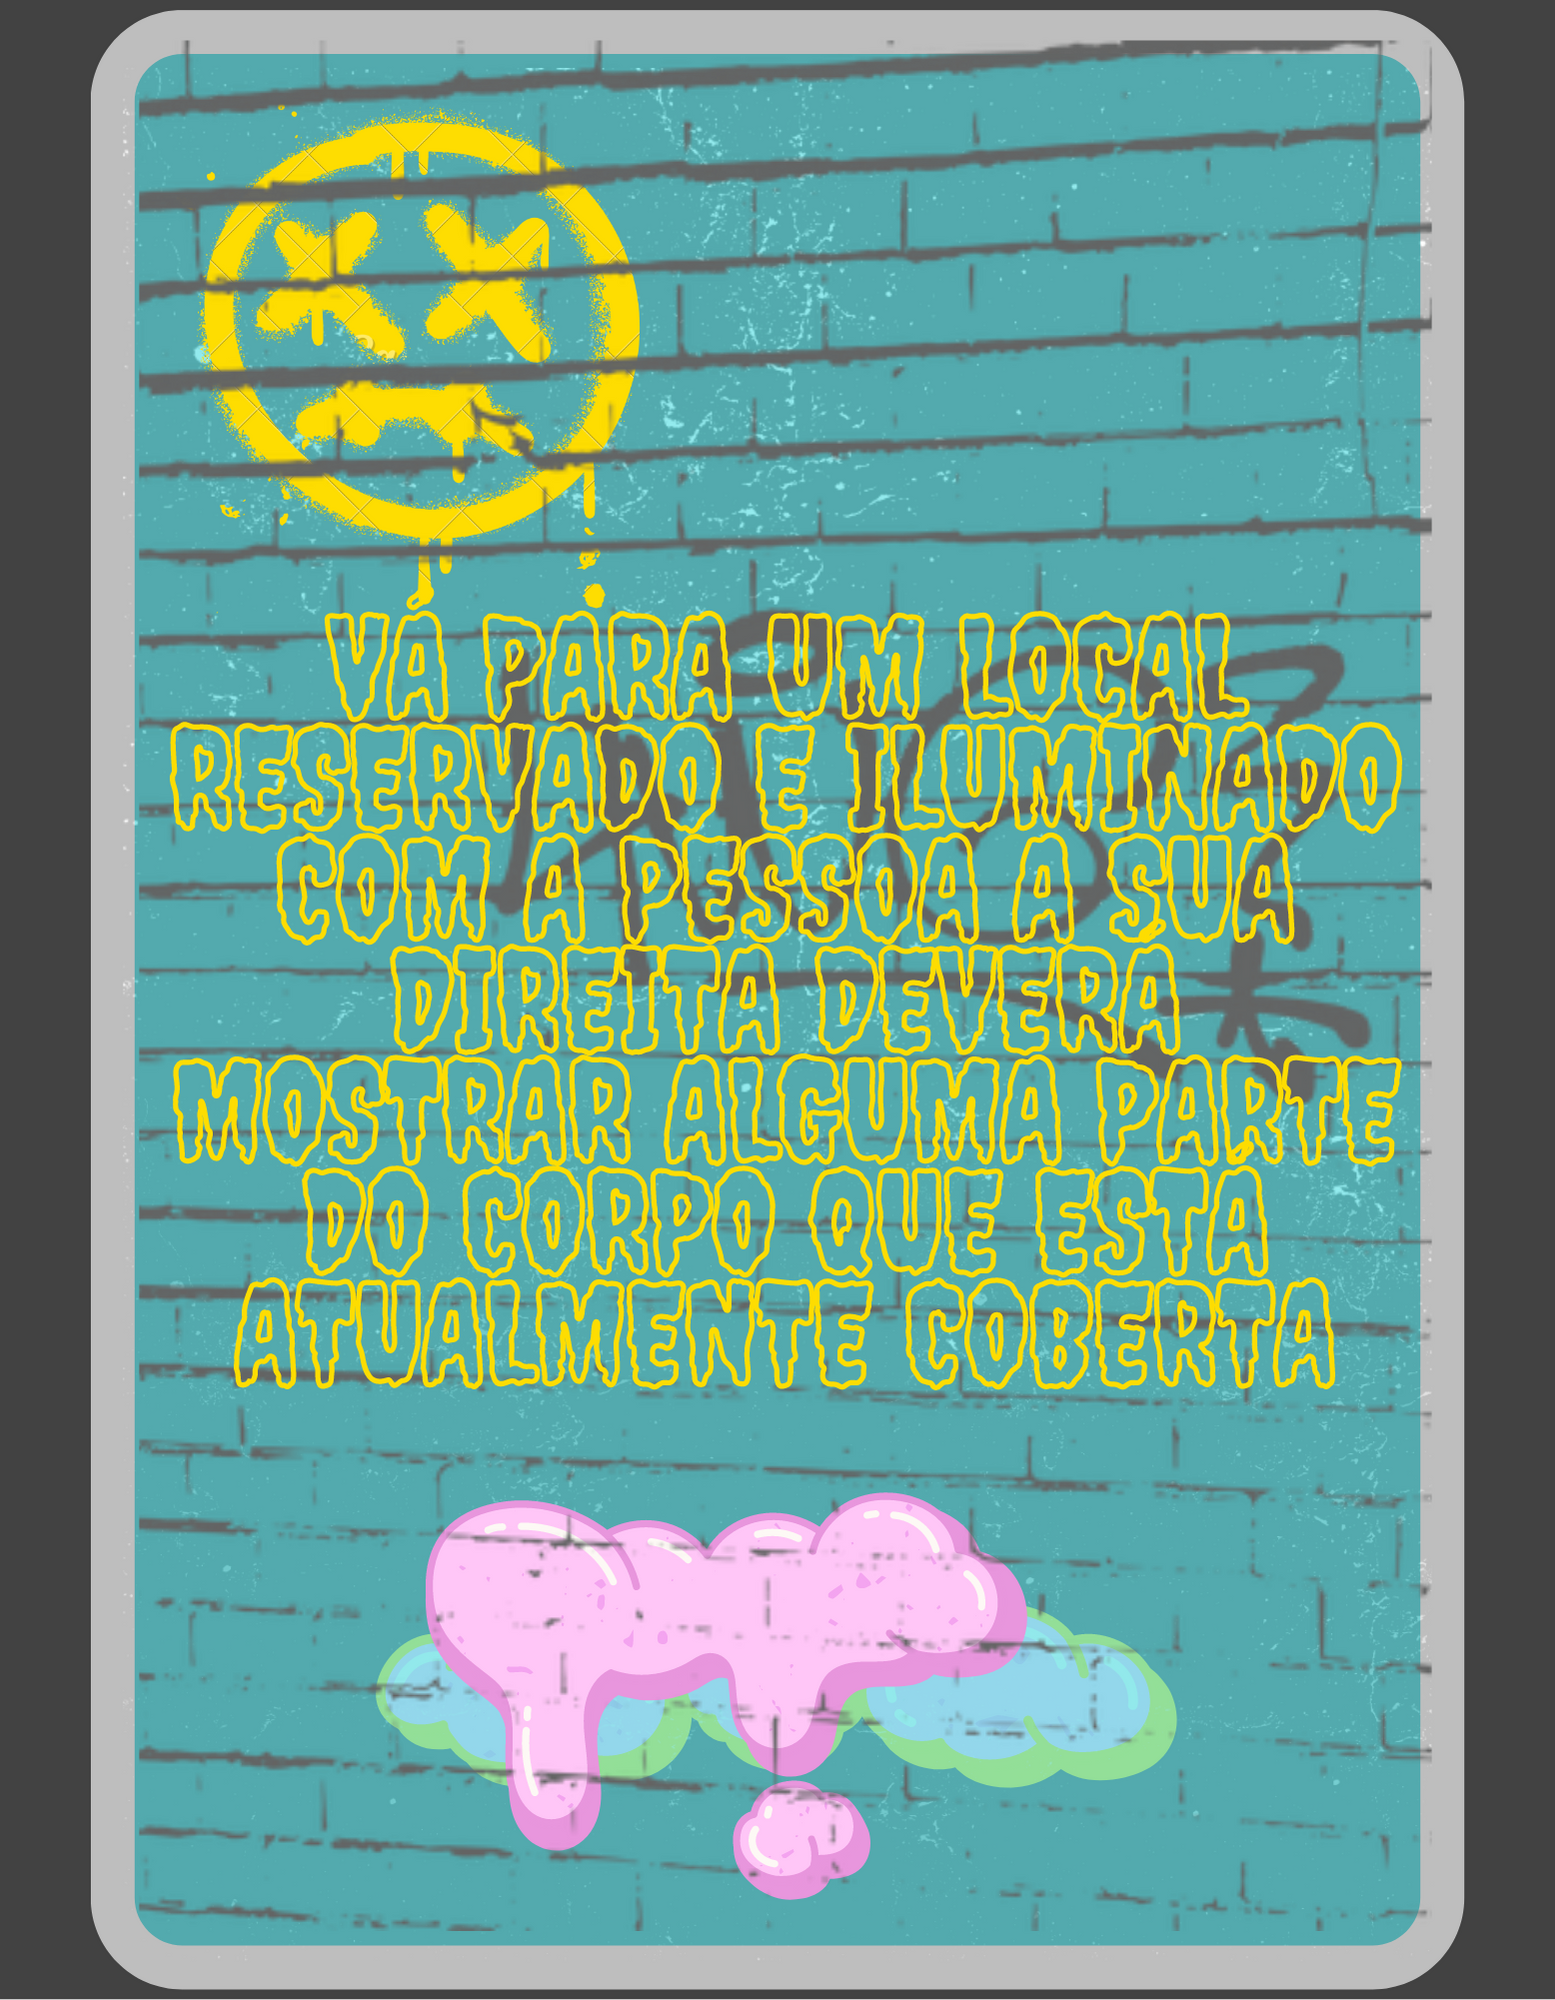 VÁ PARA UM LOCAL
RESERVADO E ILUMINADO
COM A PESSOA A SUA
DIREITA DEVERÁ
MOSTRAR ALGUMA PARTE
DO CORPO QUE ESTÁ
ATUALMENTE COBERTA